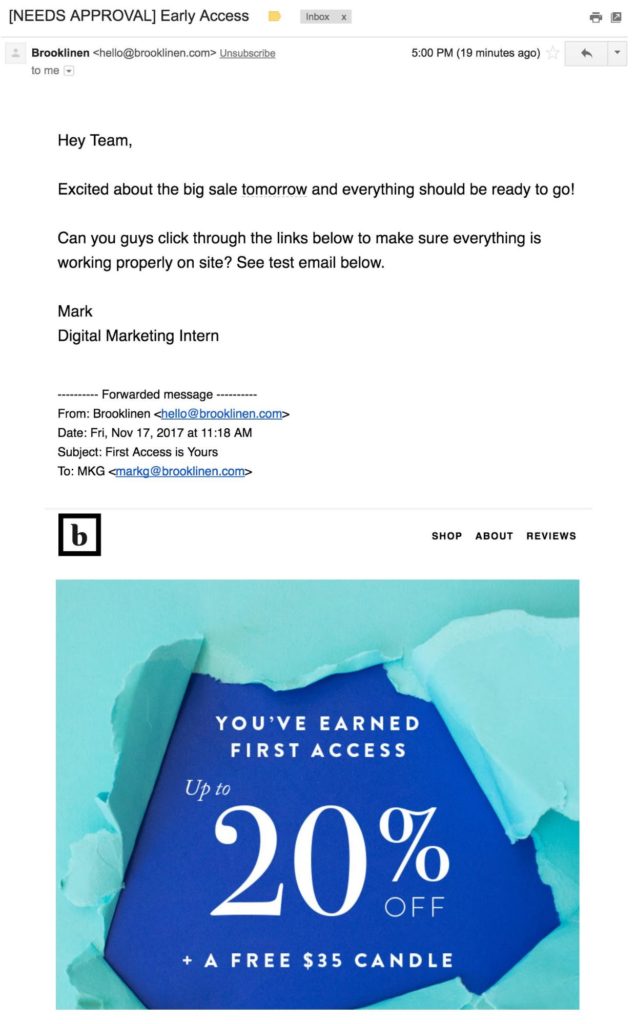 [NEEDS APPROVAL] Early Access
Inbox x
Brooklinen <hello@brooklinen.com> Unsubscribe
5:00 PM (19 minutes ago)
to me
Hey Team,
Excited about the big sale tomorrow and everything should be ready to go!
Can you guys click through the links below to make sure everything is
working properly on site? See test email below.
Mark
Digital Marketing Intern
---------- Forwarded message ----------
From: Brooklinen <hello@brooklinen.com>
Date: Fri, Nov 17, 2017 at 11:18 AM
Subject: First Access is Yours
To: MKG <markg@brooklinen.com>
b
SHOP ABOUT REVIEWS
YOU'VE EARNED
FIRST ACCESS
Up to
20%
OFF
+ A FREE $35 CANDLE